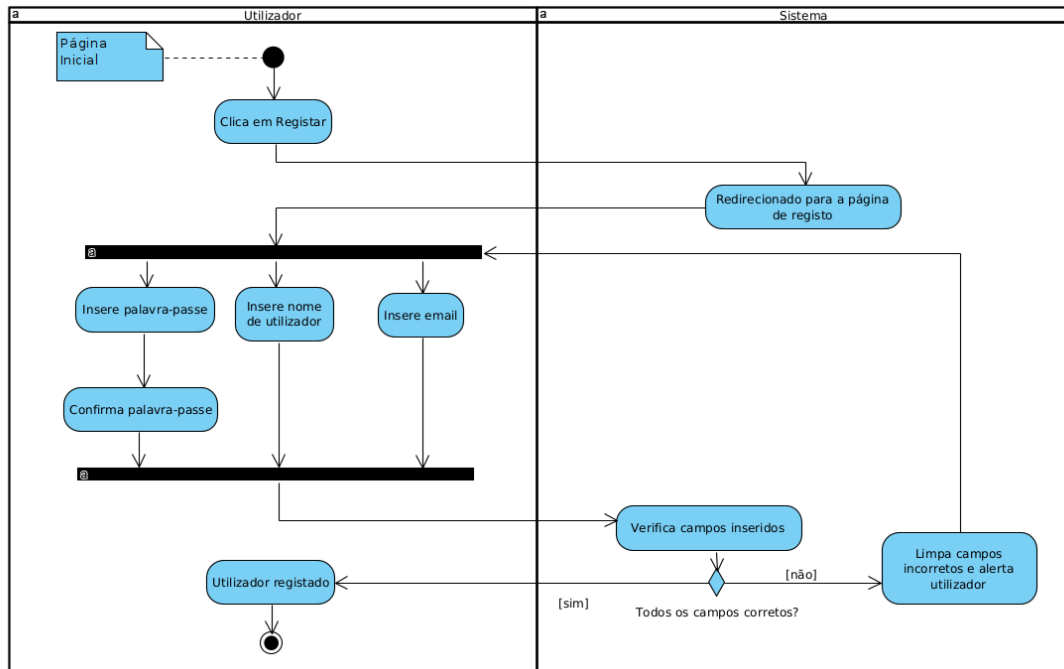 a
Utilizador
a
Sistema
Página
Inicial
Clica em Registar
Redirecionado para a página
de registo
a
Insere palavra-passe
Insere nome
de utilizador
Insere email
Confirma palavra-passe
a
Verifica campos inseridos
Limpa campos
incorretos e alerta
utilizador
Utilizador registado
[não]
[sim]
Todos os campos corretos?